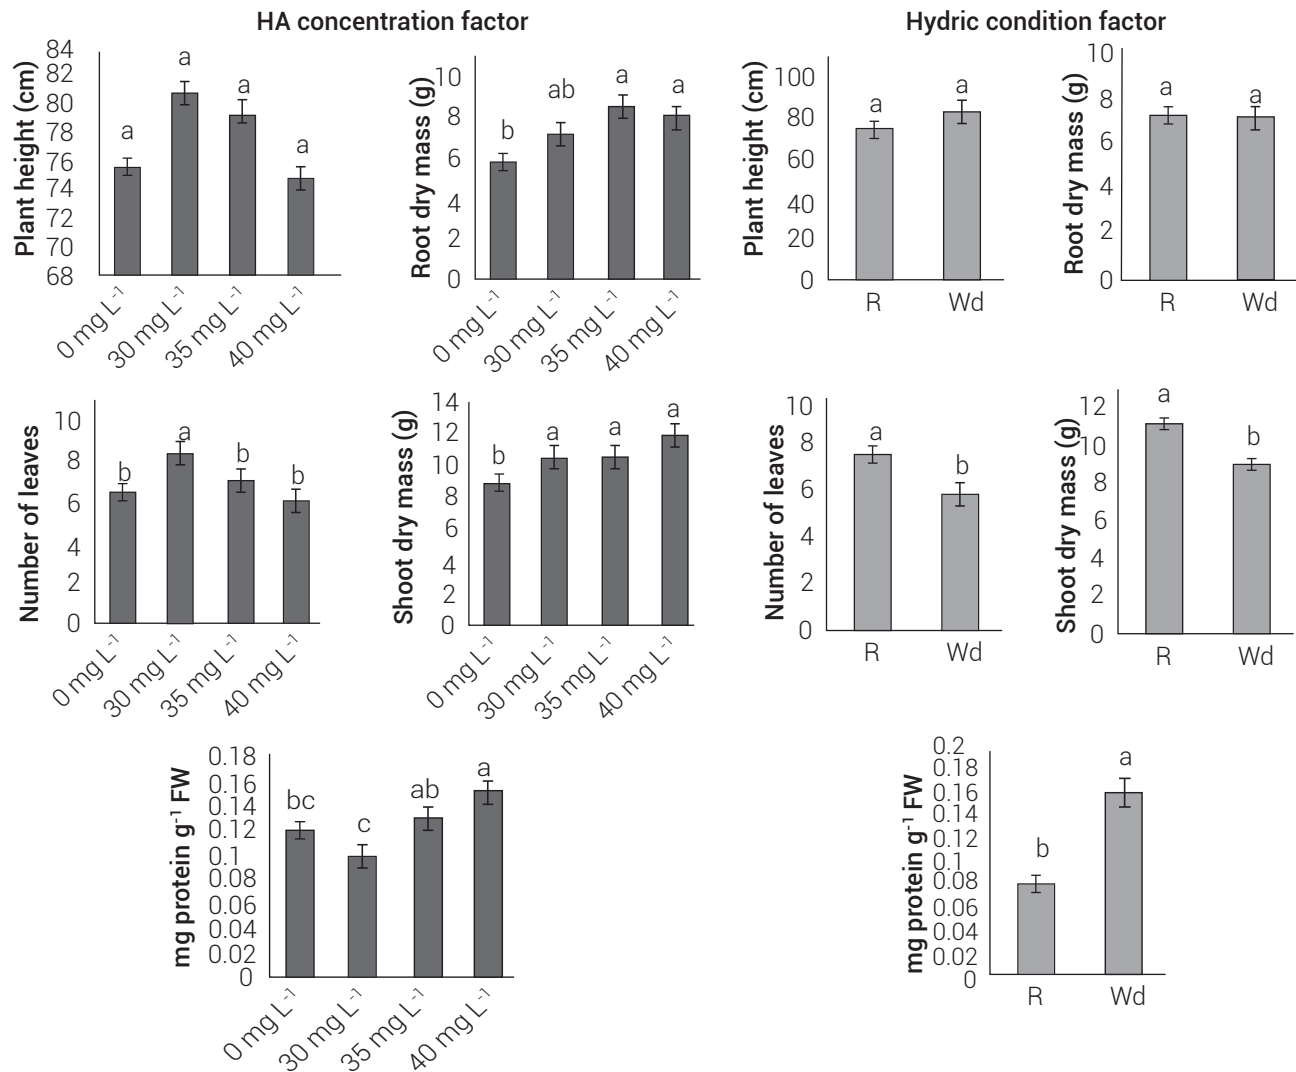 HA concentration factor
Hydric condition factor
Plant height (cm)
84
82
80
78
76
74
72
70
68
a
a
a
a
0 mg L⁻¹
30 mg L⁻¹
35 mg L⁻¹
40 mg L⁻¹
Root dry mass (g)
10
8
6
4
2
0
b
ab
a
a
0 mg L⁻¹
30 mg L⁻¹
35 mg L⁻¹
40 mg L⁻¹
Plant height (cm)
100
80
60
40
20
0
a
a
R
Wd
Root dry mass (g)
10
8
6
4
2
0
a
a
R
Wd
Number of leaves
10
8
6
4
2
0
b
a
b
b
0 mg L⁻¹
30 mg L⁻¹
35 mg L⁻¹
40 mg L⁻¹
Shoot dry mass (g)
14
12
10
8
6
4
2
0
b
a
a
a
0 mg L⁻¹
30 mg L⁻¹
35 mg L⁻¹
40 mg L⁻¹
Number of leaves
10
8
6
4
2
0
a
b
R
Wd
Shoot dry mass (g)
12
10
8
6
4
2
0
a
b
R
Wd
mg protein g⁻¹ FW
0.18
0.16
0.14
0.12
0.1
0.08
0.06
0.04
0.02
0
bc
c
ab
a
0 mg L⁻¹
30 mg L⁻¹
35 mg L⁻¹
40 mg L⁻¹
mg protein g⁻¹ FW
0.2
0.18
0.16
0.14
0.12
0.1
0.08
0.06
0.04
0.02
0
b
a
R
Wd